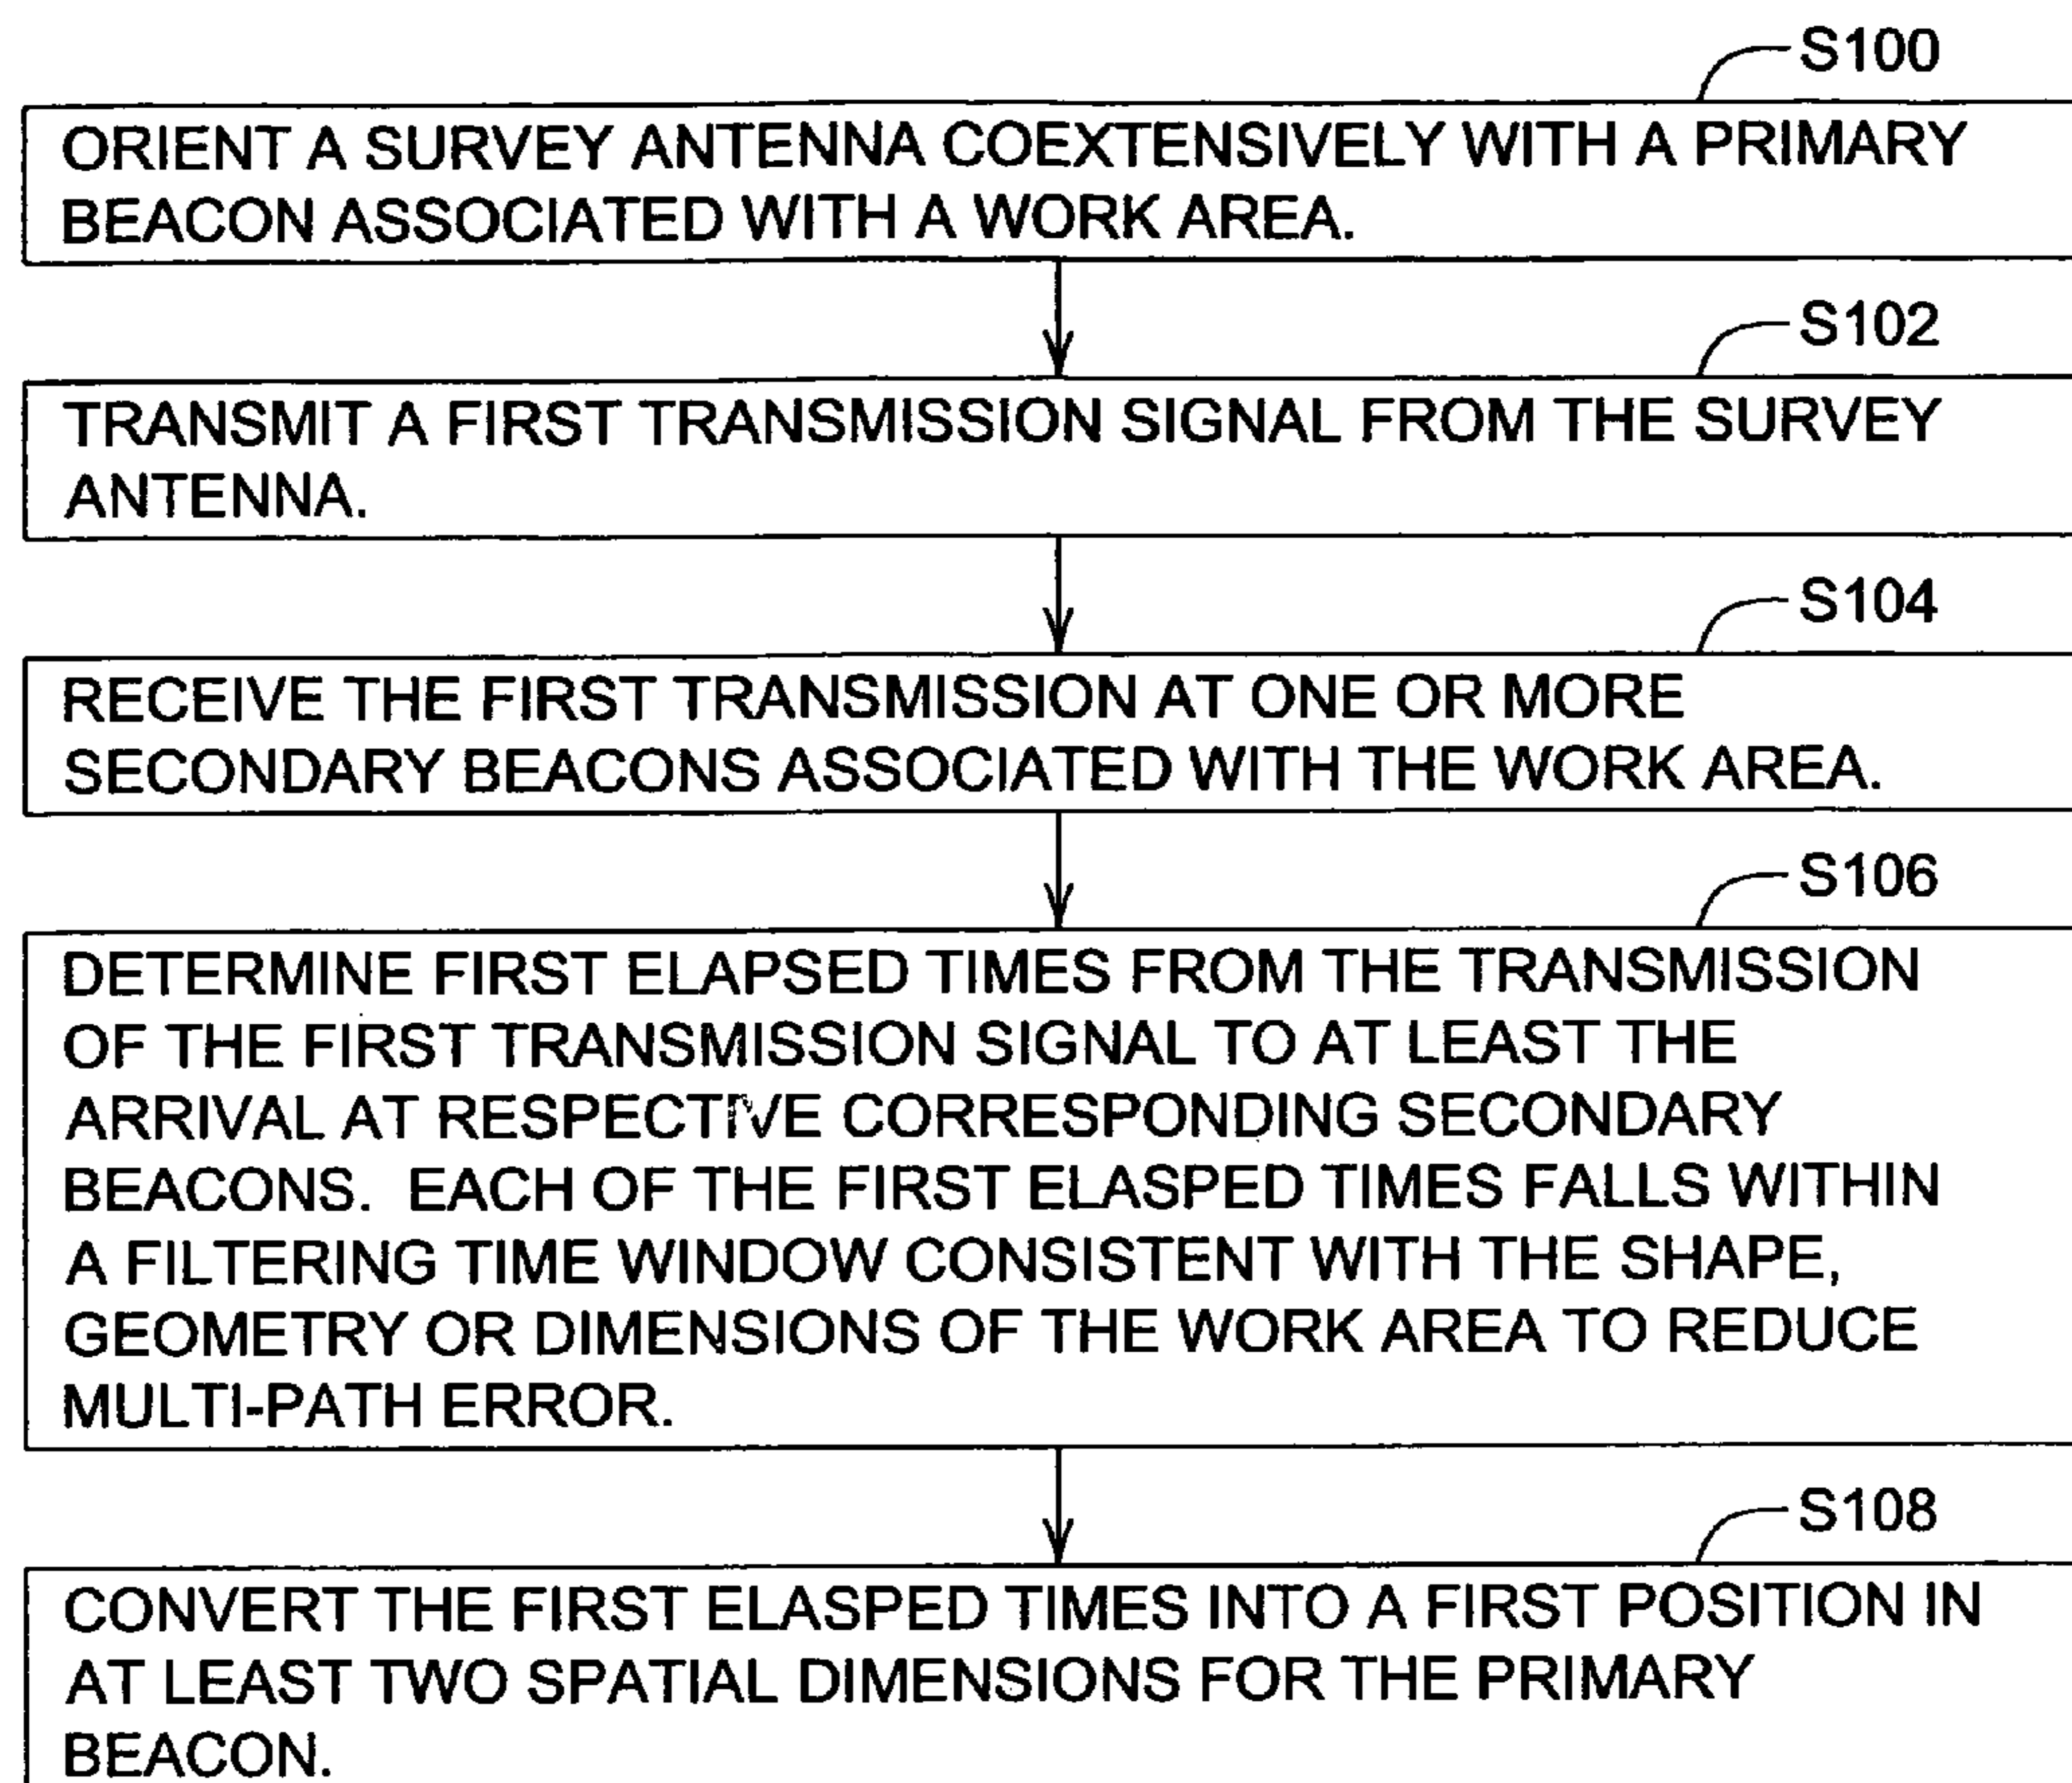 S100
ORIENT A SURVEY ANTENNA COEXTENSIVELY WITH A PRIMARY
BEACON ASSOCIATED WITH A WORK AREA.
S102
TRANSMIT A FIRST TRANSMISSION SIGNAL FROM THE SURVEY
ANTENNA.
S104
RECEIVE THE FIRST TRANSMISSION AT ONE OR MORE
SECONDARY BEACONS ASSOCIATED WITH THE WORK AREA.
S106
DETERMINE FIRST ELAPSED TIMES FROM THE TRANSMISSION
OF THE FIRST TRANSMISSION SIGNAL TO AT LEAST THE
ARRIVAL AT RESPECTIVE CORRESPONDING SECONDARY
BEACONS. EACH OF THE FIRST ELASPED TIMES FALLS WITHIN
A FILTERING TIME WINDOW CONSISTENT WITH THE SHAPE,
GEOMETRY OR DIMENSIONS OF THE WORK AREA TO REDUCE
MULTI-PATH ERROR.
S108
CONVERT THE FIRST ELASPED TIMES INTO A FIRST POSITION IN
AT LEAST TWO SPATIAL DIMENSIONS FOR THE PRIMARY
BEACON.